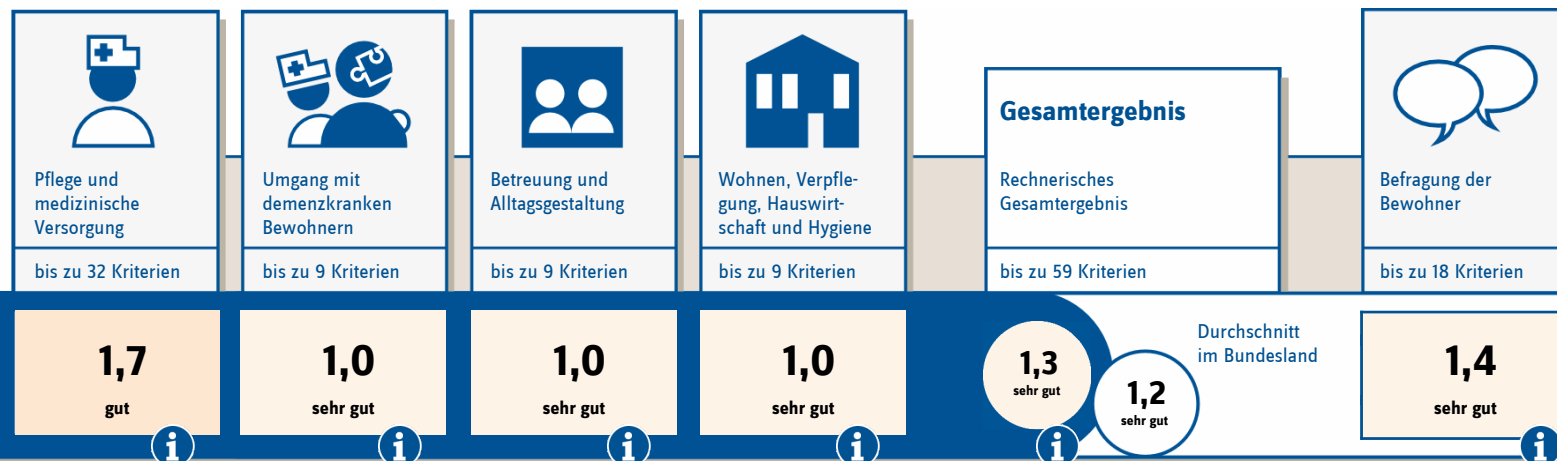 Pflege und
medizinische
Versorgung
bis zu 32 Kriterien
1,7
gut
Umgang mit
demenzkranken
Bewohnern
bis zu 9 Kriterien
1,0
sehr gut
Betreuung und
Alltagsgestaltung
bis zu 9 Kriterien
1,0
sehr gut
Wohnen, Verpfle-
gung, Hauswirt-
schaft und Hygiene
bis zu 9 Kriterien
1,0
sehr gut
Gesamtergebnis
Rechnerisches
Gesamtergebnis
bis zu 59 Kriterien
1,3
sehr gut
Durchschnitt
im Bundesland
1,2
sehr gut
Befragung der
Bewohner
bis zu 18 Kriterien
1,4
sehr gut
i
i
i
i
i
i